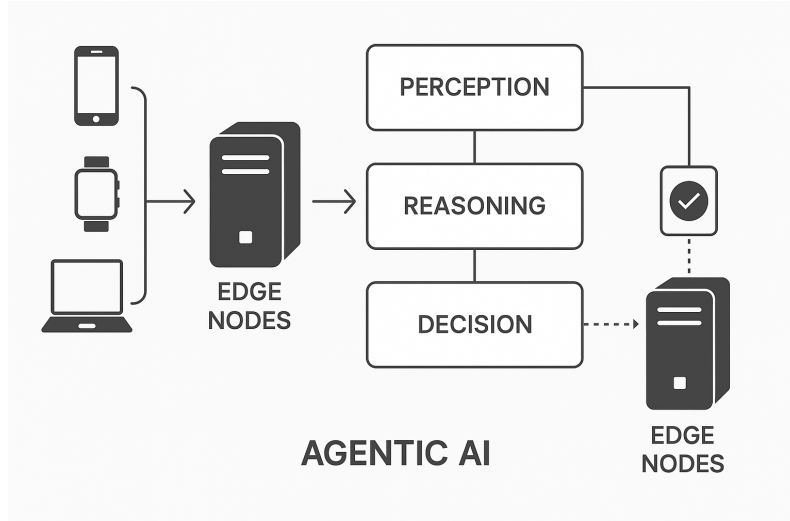 PERCEPTION
REASONING
DECISION
EDGE
NODES
EDGE
NODES
AGENTIC AI